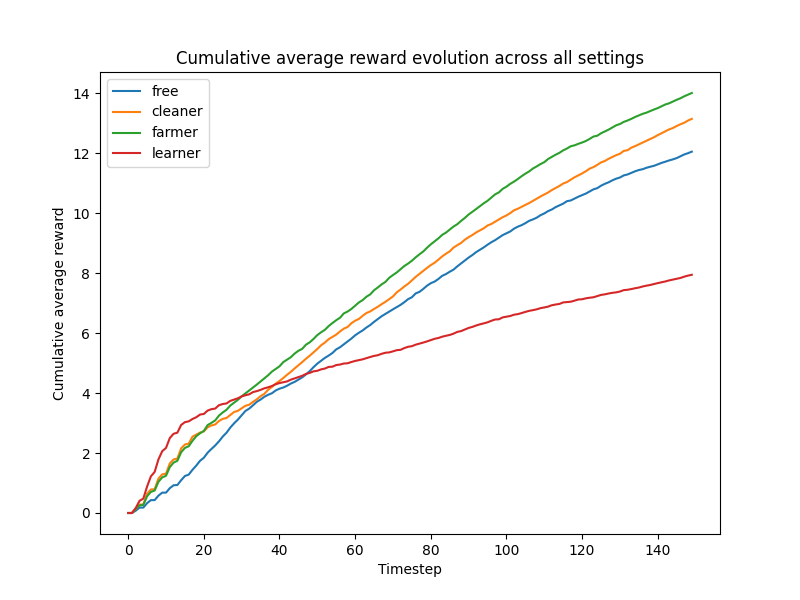 Cumulative average reward evolution across all settings
free
cleaner
farmer
learner
Cumulative average reward
14
12
10
8
6
4
2
0
0 20 40 60 80 100 120 140
Timestep